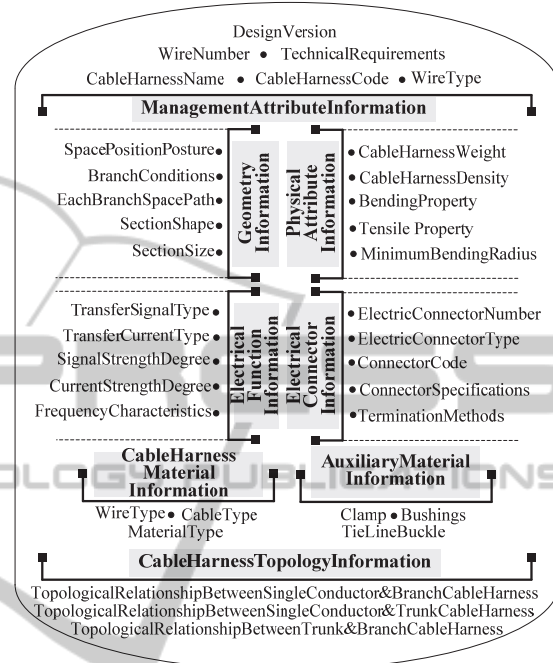 DesignVersion
WireNumber • TechnicalRequirements
CableHarnessName • CableHarnessCode • WireType
ManagementAttributeInformation
SpacePositionPosture•
BranchConditions•
EachBranchSpacePath•
SectionShape•
SectionSize•
Geometry
Information
Physical
Attribute
Information
•CableHarnessWeight
•CableHarnessDensity
•BendingProperty
•Tensile Property
•MinimumBendingRadius
TransferSignalType•
TransferCurrentType•
SignalStrengthDegree•
CurrentStrengthDegree•
FrequencyCharacteristics•
Electrical
Function
Information
Electrical
Connector
Information
•ElectricConnectorNumber
•ElectricConnectorType
•ConnectorCode
•ConnectorSpecifications
•TerminationMethods
CableHarness
Material
Information
WireType• CableType
MaterialType
AuxiliaryMaterial
Information
Clamp •Bushings
TieLineBuckle
CableHarnessTopologyInformation
TopologicalRelationshipBetweenSingleConductor&BranchCableHarness
TopologicalRelationshipBetweenSingleConductor&TrunkCableHarness
TopologicalRelationshipBetweenTrunk&BranchCableHarness